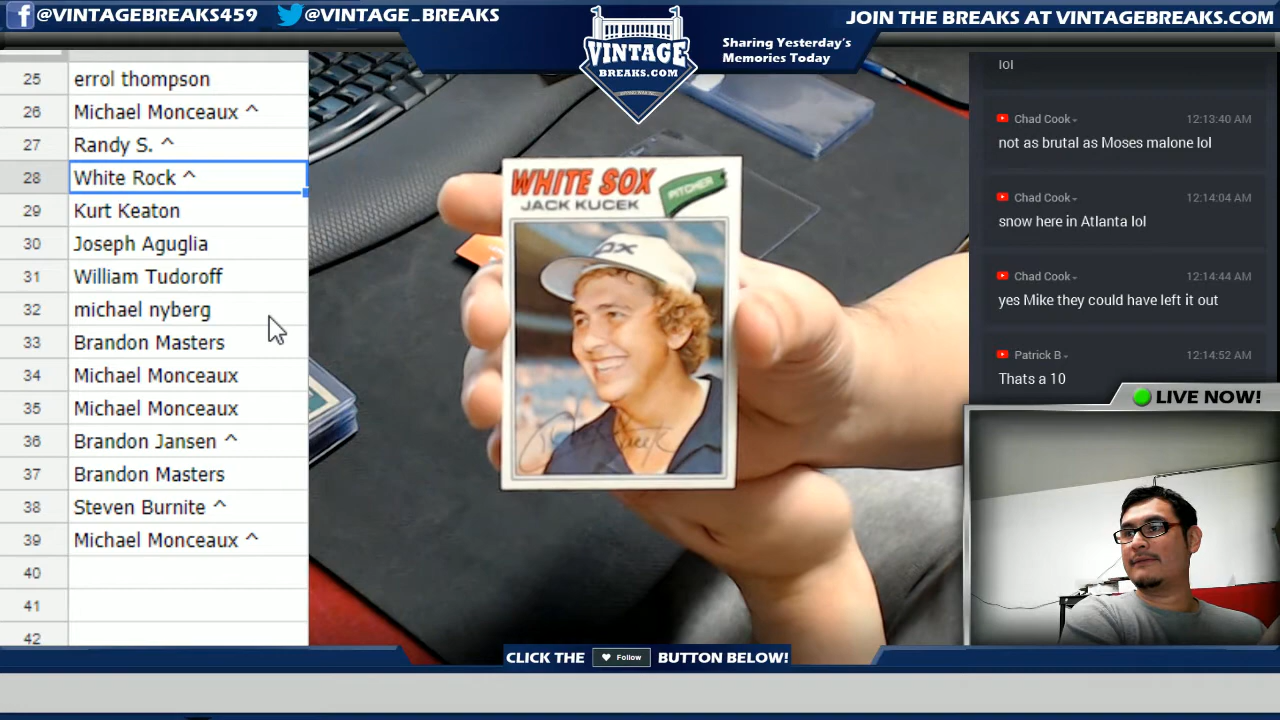 @VINTAGEBREAKS459
@VINTAGE_BREAKS
VINTAGE
BREAKS.COM
Sharing Yesterday's
Memories Today
JOIN THE BREAKS AT VINTAGEBREAKS.COM
25 errol thompson
26 Michael Monceaux ^
27 Randy S. ^
28 White Rock ^
29 Kurt Keaton
30 Joseph Aguglia
31 William Tudoroff
32 michael nyberg
33 Brandon Masters
34 Michael Monceaux
35 Michael Monceaux
36 Brandon Jansen ^
37 Brandon Masters
38 Steven Burnite ^
39 Michael Monceaux ^
40
41
42
WHITE SOX
JACK KUCEK
PITCHER
SOX
lol
Chad Cook 12:13:40 AM
not as brutal as Moses malone lol
Chad Cook 12:14:04 AM
snow here in Atlanta lol
Chad Cook 12:14:44 AM
yes Mike they could have left it out
Patrick B 12:14:52 AM
Thats a 10
LIVE NOW!
CLICK THE Follow BUTTON BELOW!